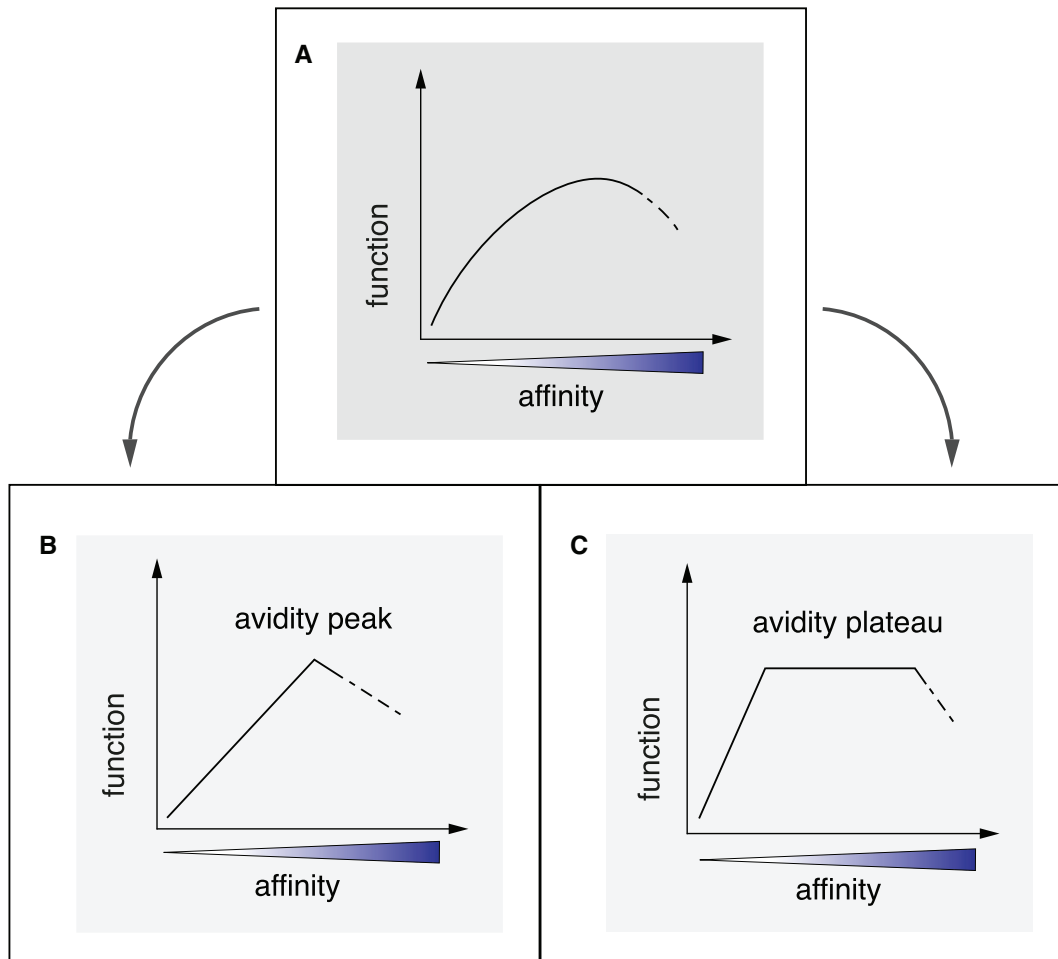 A
function
affinity
B
avidity peak
function
affinity
C
avidity plateau
function
affinity